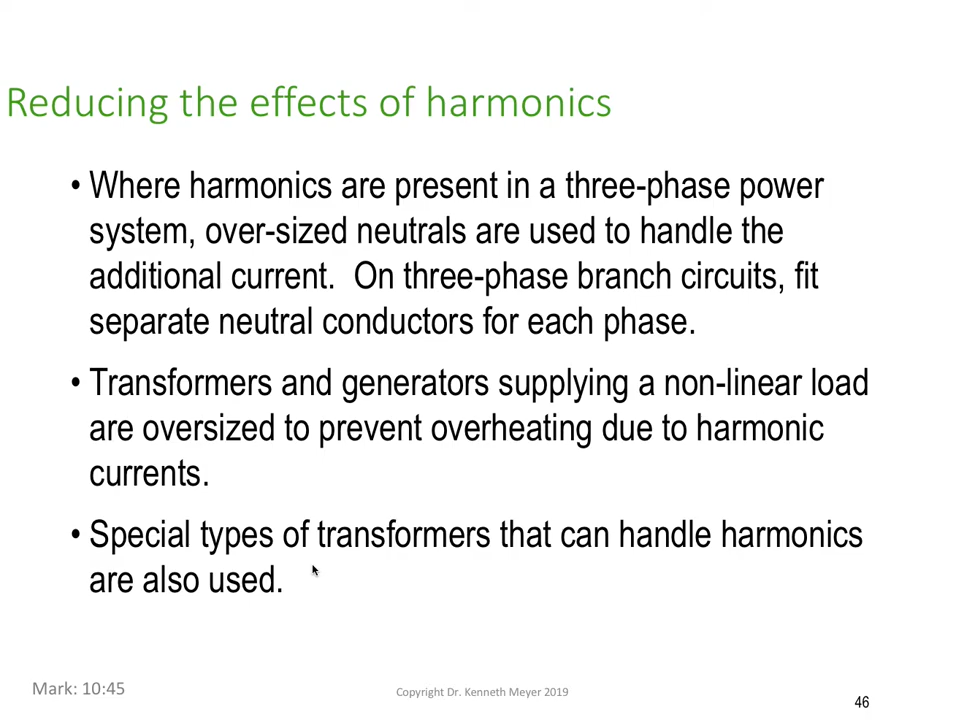 Reducing the effects of harmonics
• Where harmonics are present in a three-phase power
system, over-sized neutrals are used to handle the
additional current.  On three-phase branch circuits, fit
separate neutral conductors for each phase.
• Transformers and generators supplying a non-linear load
are oversized to prevent overheating due to harmonic
currents.
• Special types of transformers that can handle harmonics
are also used.
Mark: 10:45
Copyright Dr. Kenneth Meyer 2019
46